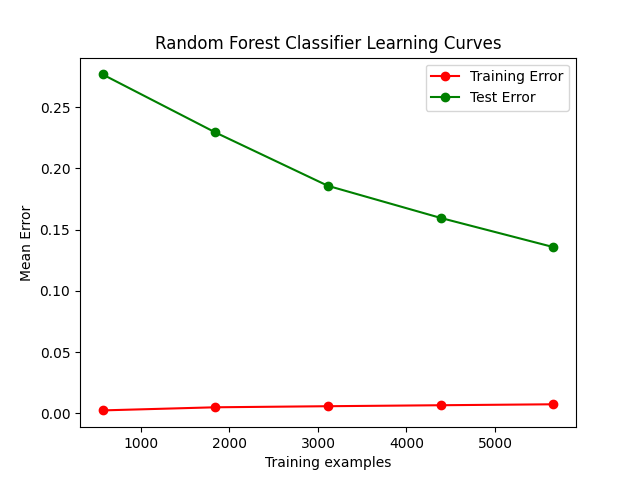 Random Forest Classifier Learning Curves
Training Error
Test Error
Mean Error
0.25
0.20
0.15
0.10
0.05
0.00
1000 2000 3000 4000 5000
Training examples